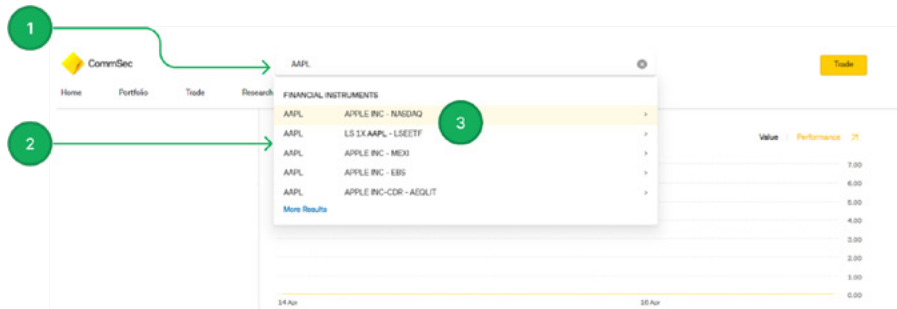 1
CommSec
AAPL
Trade
Home Portfolio Trade Research
FINANCIAL INSTRUMENTS
AAPL APPLE INC - NASDAQ
3
AAPL LS 1X AAPL - LSEETF
2
Value Performance
AAPL APPLE INC - MEXI
7.00
AAPL APPLE INC - EBS
6.00
AAPL APPLE INC-CDR - AEQLIT
5.00
More Results
4.00
3.00
2.00
1.00
0.00
14 Apr 16 Apr